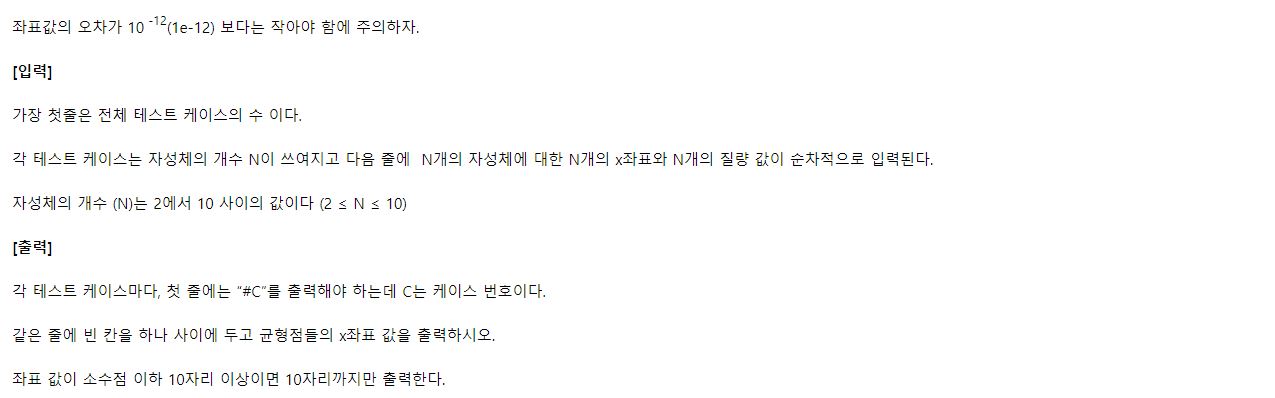 좌표값의 오차가 10 -12(1e-12) 보다는 작아야 함에 주의하자.
[입력]
가장 첫줄은 전체 테스트 케이스의 수 이다.
각 테스트 케이스는 자성체의 개수 N이 쓰여지고 다음 줄에  N개의 자성체에 대한 N개의 x좌표와 N개의 질량 값이 순차적으로 입력된다.
자성체의 개수 (N)는 2에서 10 사이의 값이다 (2 ≤ N ≤ 10)
[출력]
각 테스트 케이스마다, 첫 줄에는 “#C”를 출력해야 하는데 C는 케이스 번호이다.
같은 줄에 빈 칸을 하나 사이에 두고 균형점들의 x좌표 값을 출력하시오.
좌표 값이 소수점 이하 10자리 이상이면 10자리까지만 출력한다.